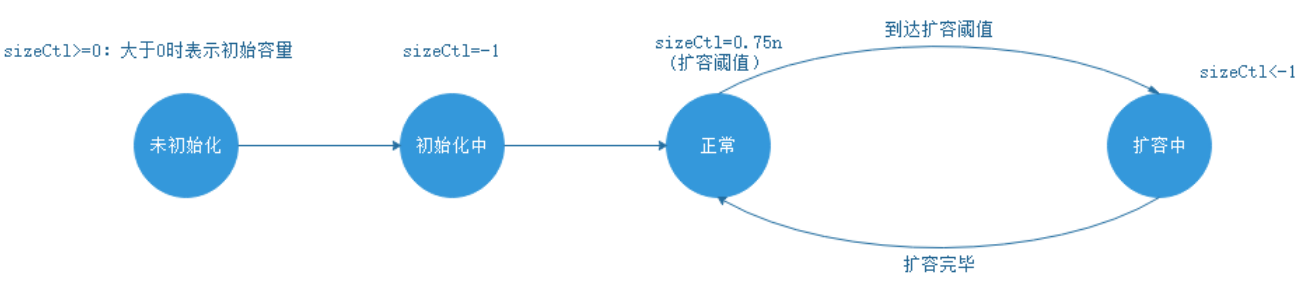 sizeCtl>=0：大于0时表示初始容量
sizeCtl=-1
sizeCtl=0.75n
（扩容阈值）
到达扩容阈值
sizeCtl<-1
未初始化
初始化中
正常
扩容中
扩容完毕